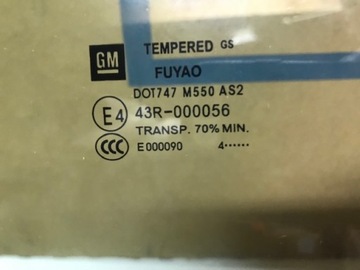 GM TEMPERED GS
FUYAO
DOT747 M550 AS2
E4 43R-000056
TRANSP. 70% MIN.
CCC E000090 4······